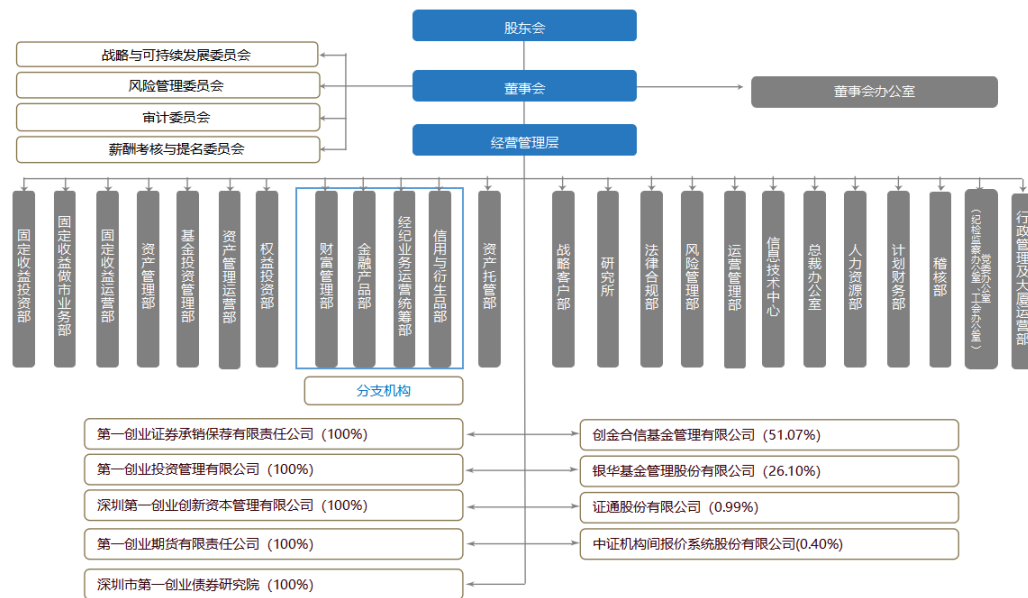 股东会
战略与可持续发展委员会
风险管理委员会
审计委员会
薪酬考核与提名委员会
董事会
董事会办公室
经营管理层
固定收益投资部
固定收益做市业务部
固定收益运营部
资产管理部
基金投资管理部
资产管理运营部
权益投资部
财富管理部
金融产品部
经纪业务运营统筹部
信用与衍生品部
资产托管部
战略客户部
研究所
法律合规部
风险管理部
运营管理部
信息技术中心
总裁办公室
人力资源部
计划财务部
稽核部
党委办公室
（纪检监察办公室、工会办公室）
行政管理及大厦运营部
分支机构
第一创业证券承销保荐有限责任公司（100%）
第一创业投资管理有限公司（100%）
深圳第一创业创新资本管理有限公司（100%）
第一创业期货有限责任公司（100%）
深圳市第一创业债券研究院（100%）
创金合信基金管理有限公司（51.07%）
银华基金管理股份有限公司（26.10%）
证通股份有限公司（0.99%）
中证机构间报价系统股份有限公司(0.40%)